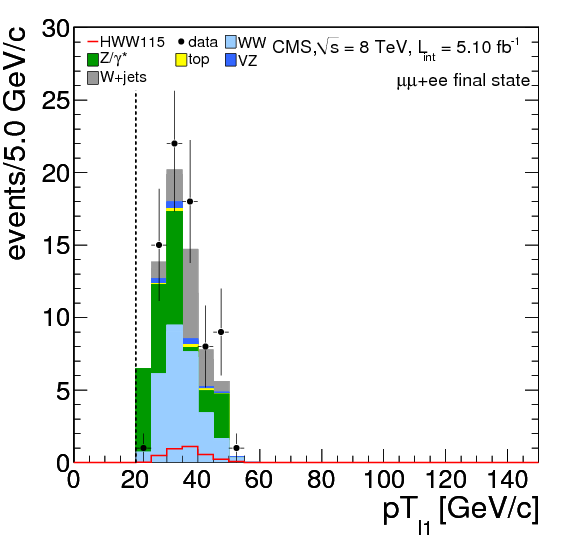 HWW115 data WW CMS,√s = 8 TeV, L_int = 5.10 fb⁻¹
Z/γ* top VZ
W+jets
μμ+ee final state
events/5.0 GeV/c
30
25
20
15
10
5
0
0 20 40 60 80 100 120 140
pT_l1 [GeV/c]